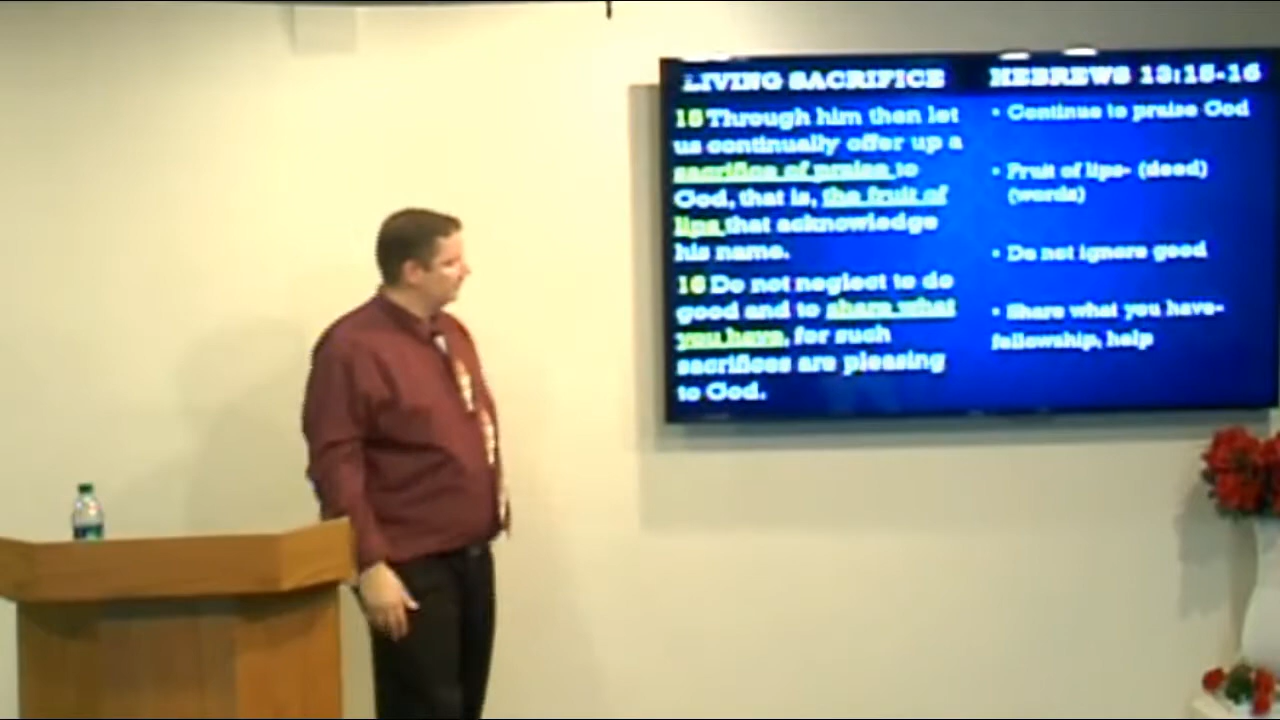 LIVING SACRIFICE
15 Through him then let
us continually offer up a
sacrifice of praise to
God, that is, the fruit of
lips that acknowledge
his name.
16 Do not neglect to do
good and to share what
you have, for such
sacrifices are pleasing
to God.
HEBREWS 13:15-16
• Continue to praise God
• Fruit of lips- (deed)
(words)
• Do not ignore good
• Share what you have-
fellowship, help